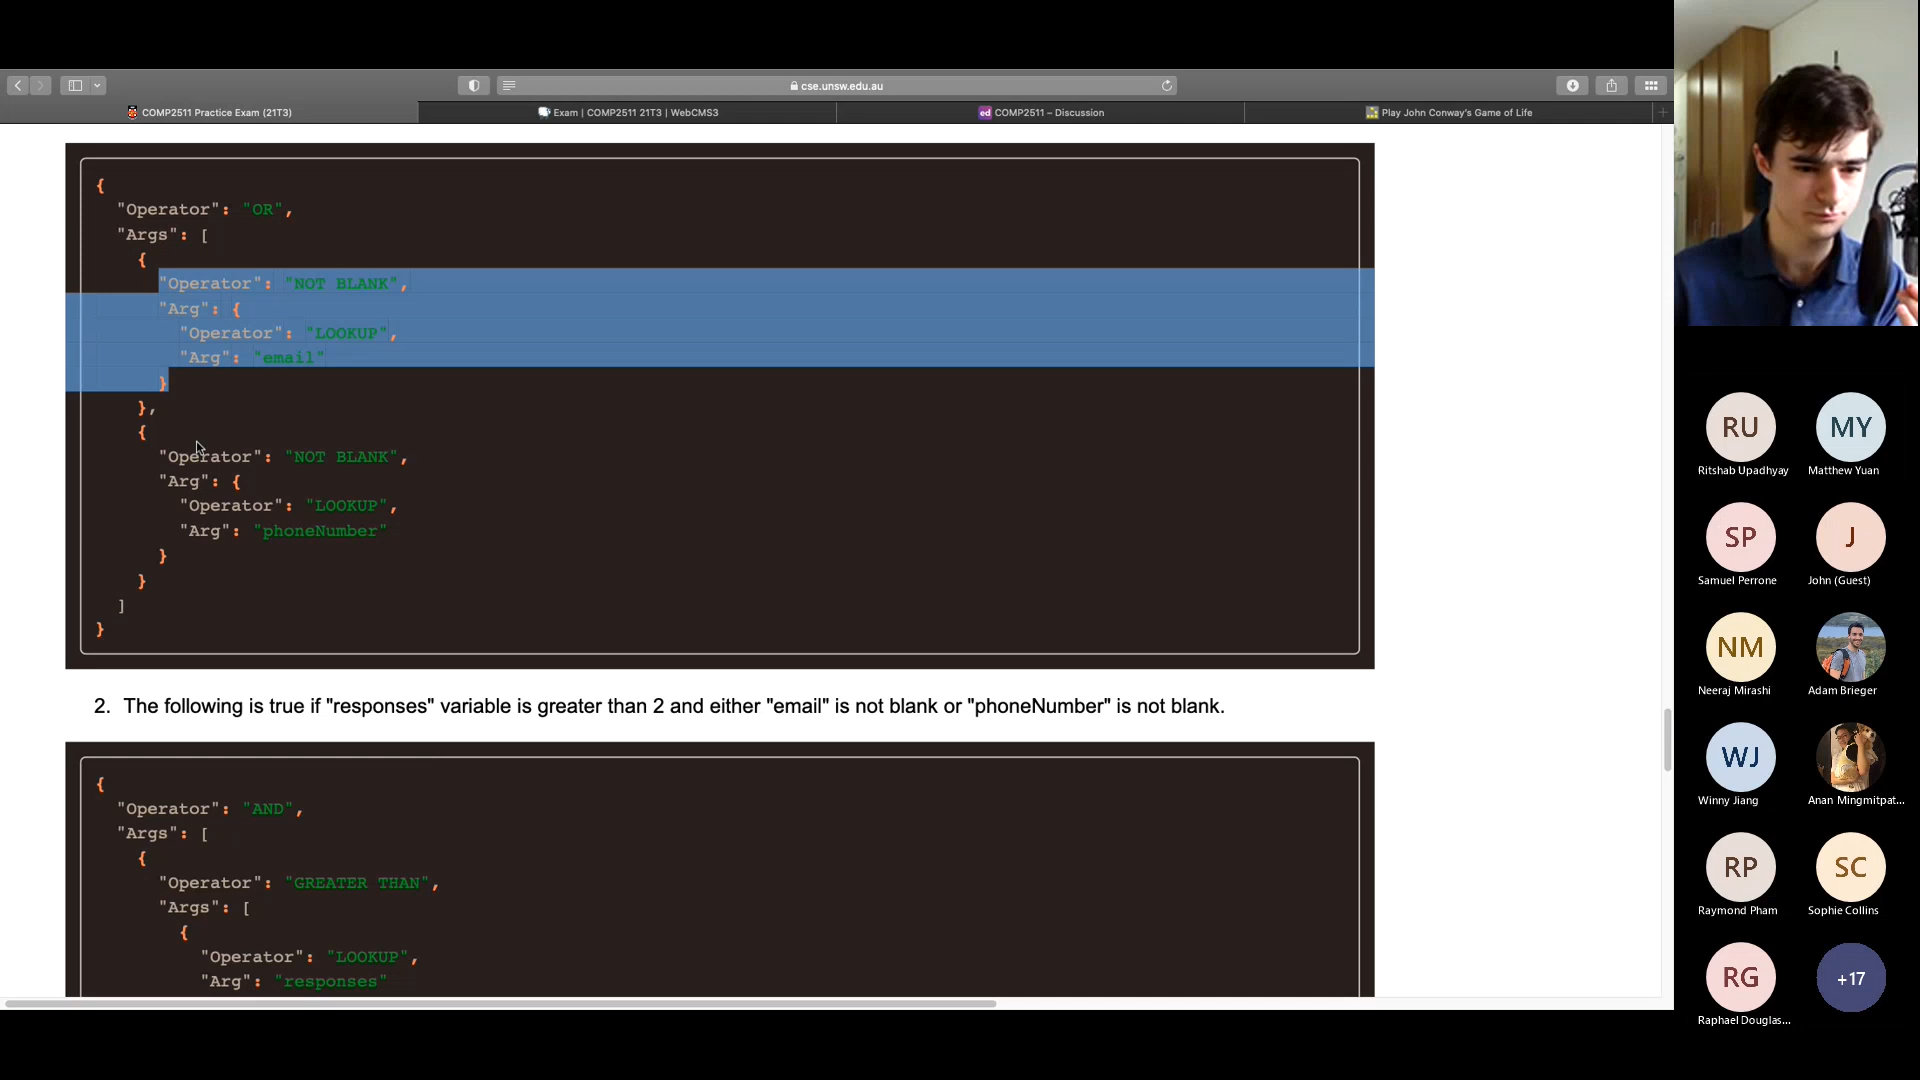 cse.unsw.edu.au
COMP2511 Practice Exam (21T3)
Exam | COMP2511 21T3 | WebCMS3
ed COMP2511 – Discussion
Play John Conway's Game of Life
{
"Operator": "OR",
"Args": [
{
"Operator": "NOT BLANK",
"Arg": {
"Operator": "LOOKUP",
"Arg": "email"
}
},
{
"Operator": "NOT BLANK",
"Arg": {
"Operator": "LOOKUP",
"Arg": "phoneNumber"
}
}
]
}
2. The following is true if "responses" variable is greater than 2 and either "email" is not blank or "phoneNumber" is not blank.
{
"Operator": "AND",
"Args": [
{
"Operator": "GREATER THAN",
"Args": [
{
"Operator": "LOOKUP",
"Arg": "responses"
RU
MY
Ritshab Upadhyay
Matthew Yuan
SP
J
Samuel Perrone
John (Guest)
NM
Neeraj Mirashi
Adam Brieger
WJ
Winny Jiang
Anan Mingmitpat...
RP
SC
Raymond Pham
Sophie Collins
RG
+17
Raphael Douglas...